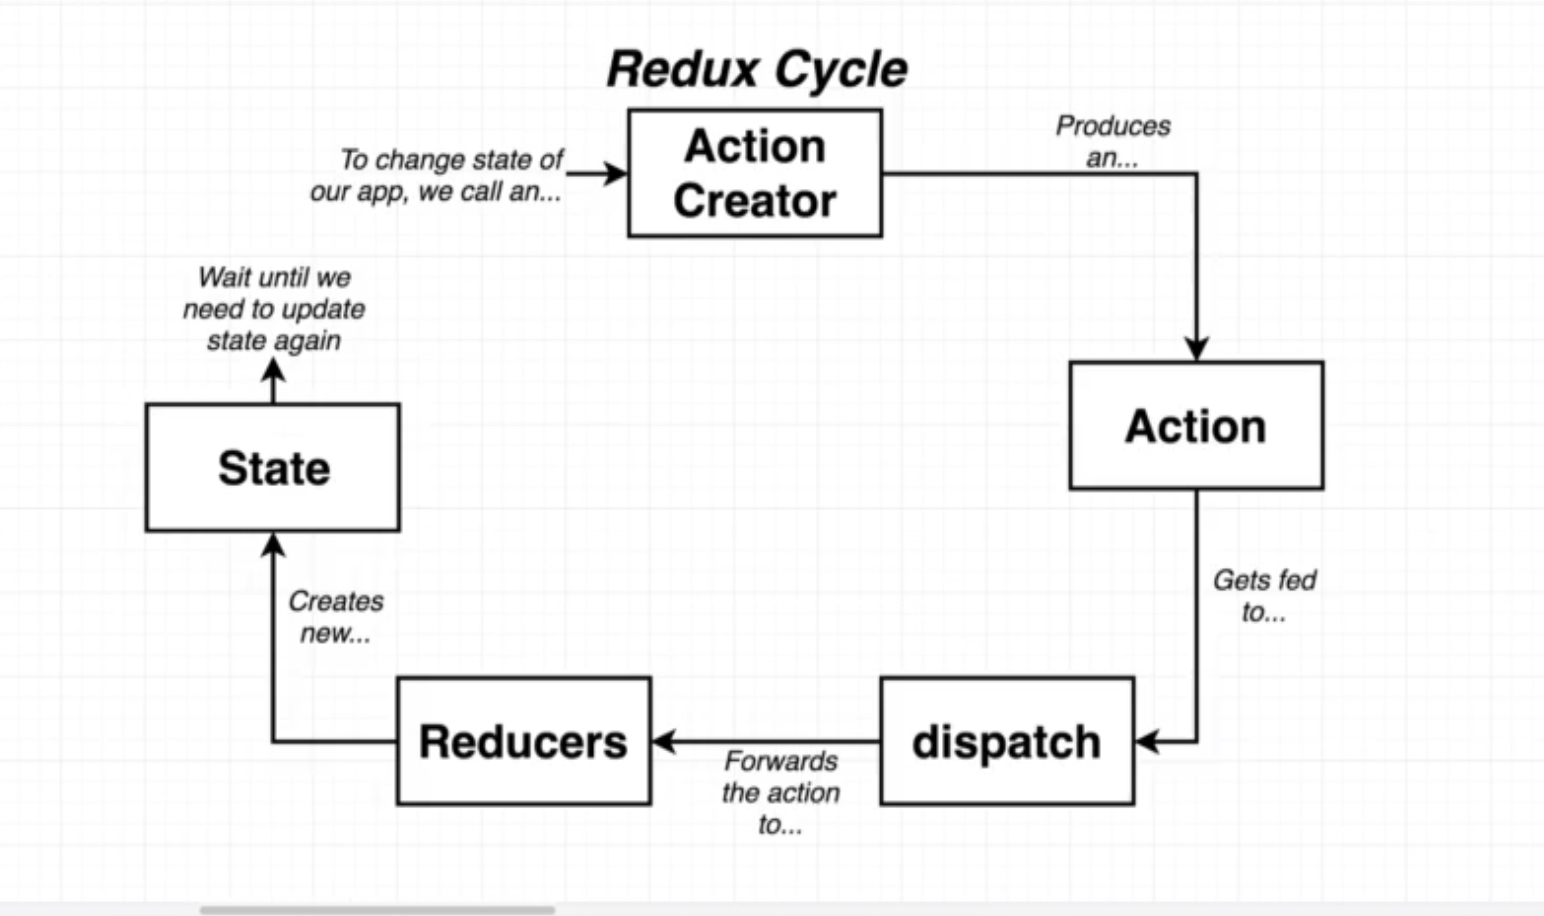 Redux Cycle
To change state of
our app, we call an...
Action
Creator
Produces
an...
Action
Gets fed
to...
dispatch
Forwards
the action
to...
Reducers
Creates
new...
State
Wait until we
need to update
state again